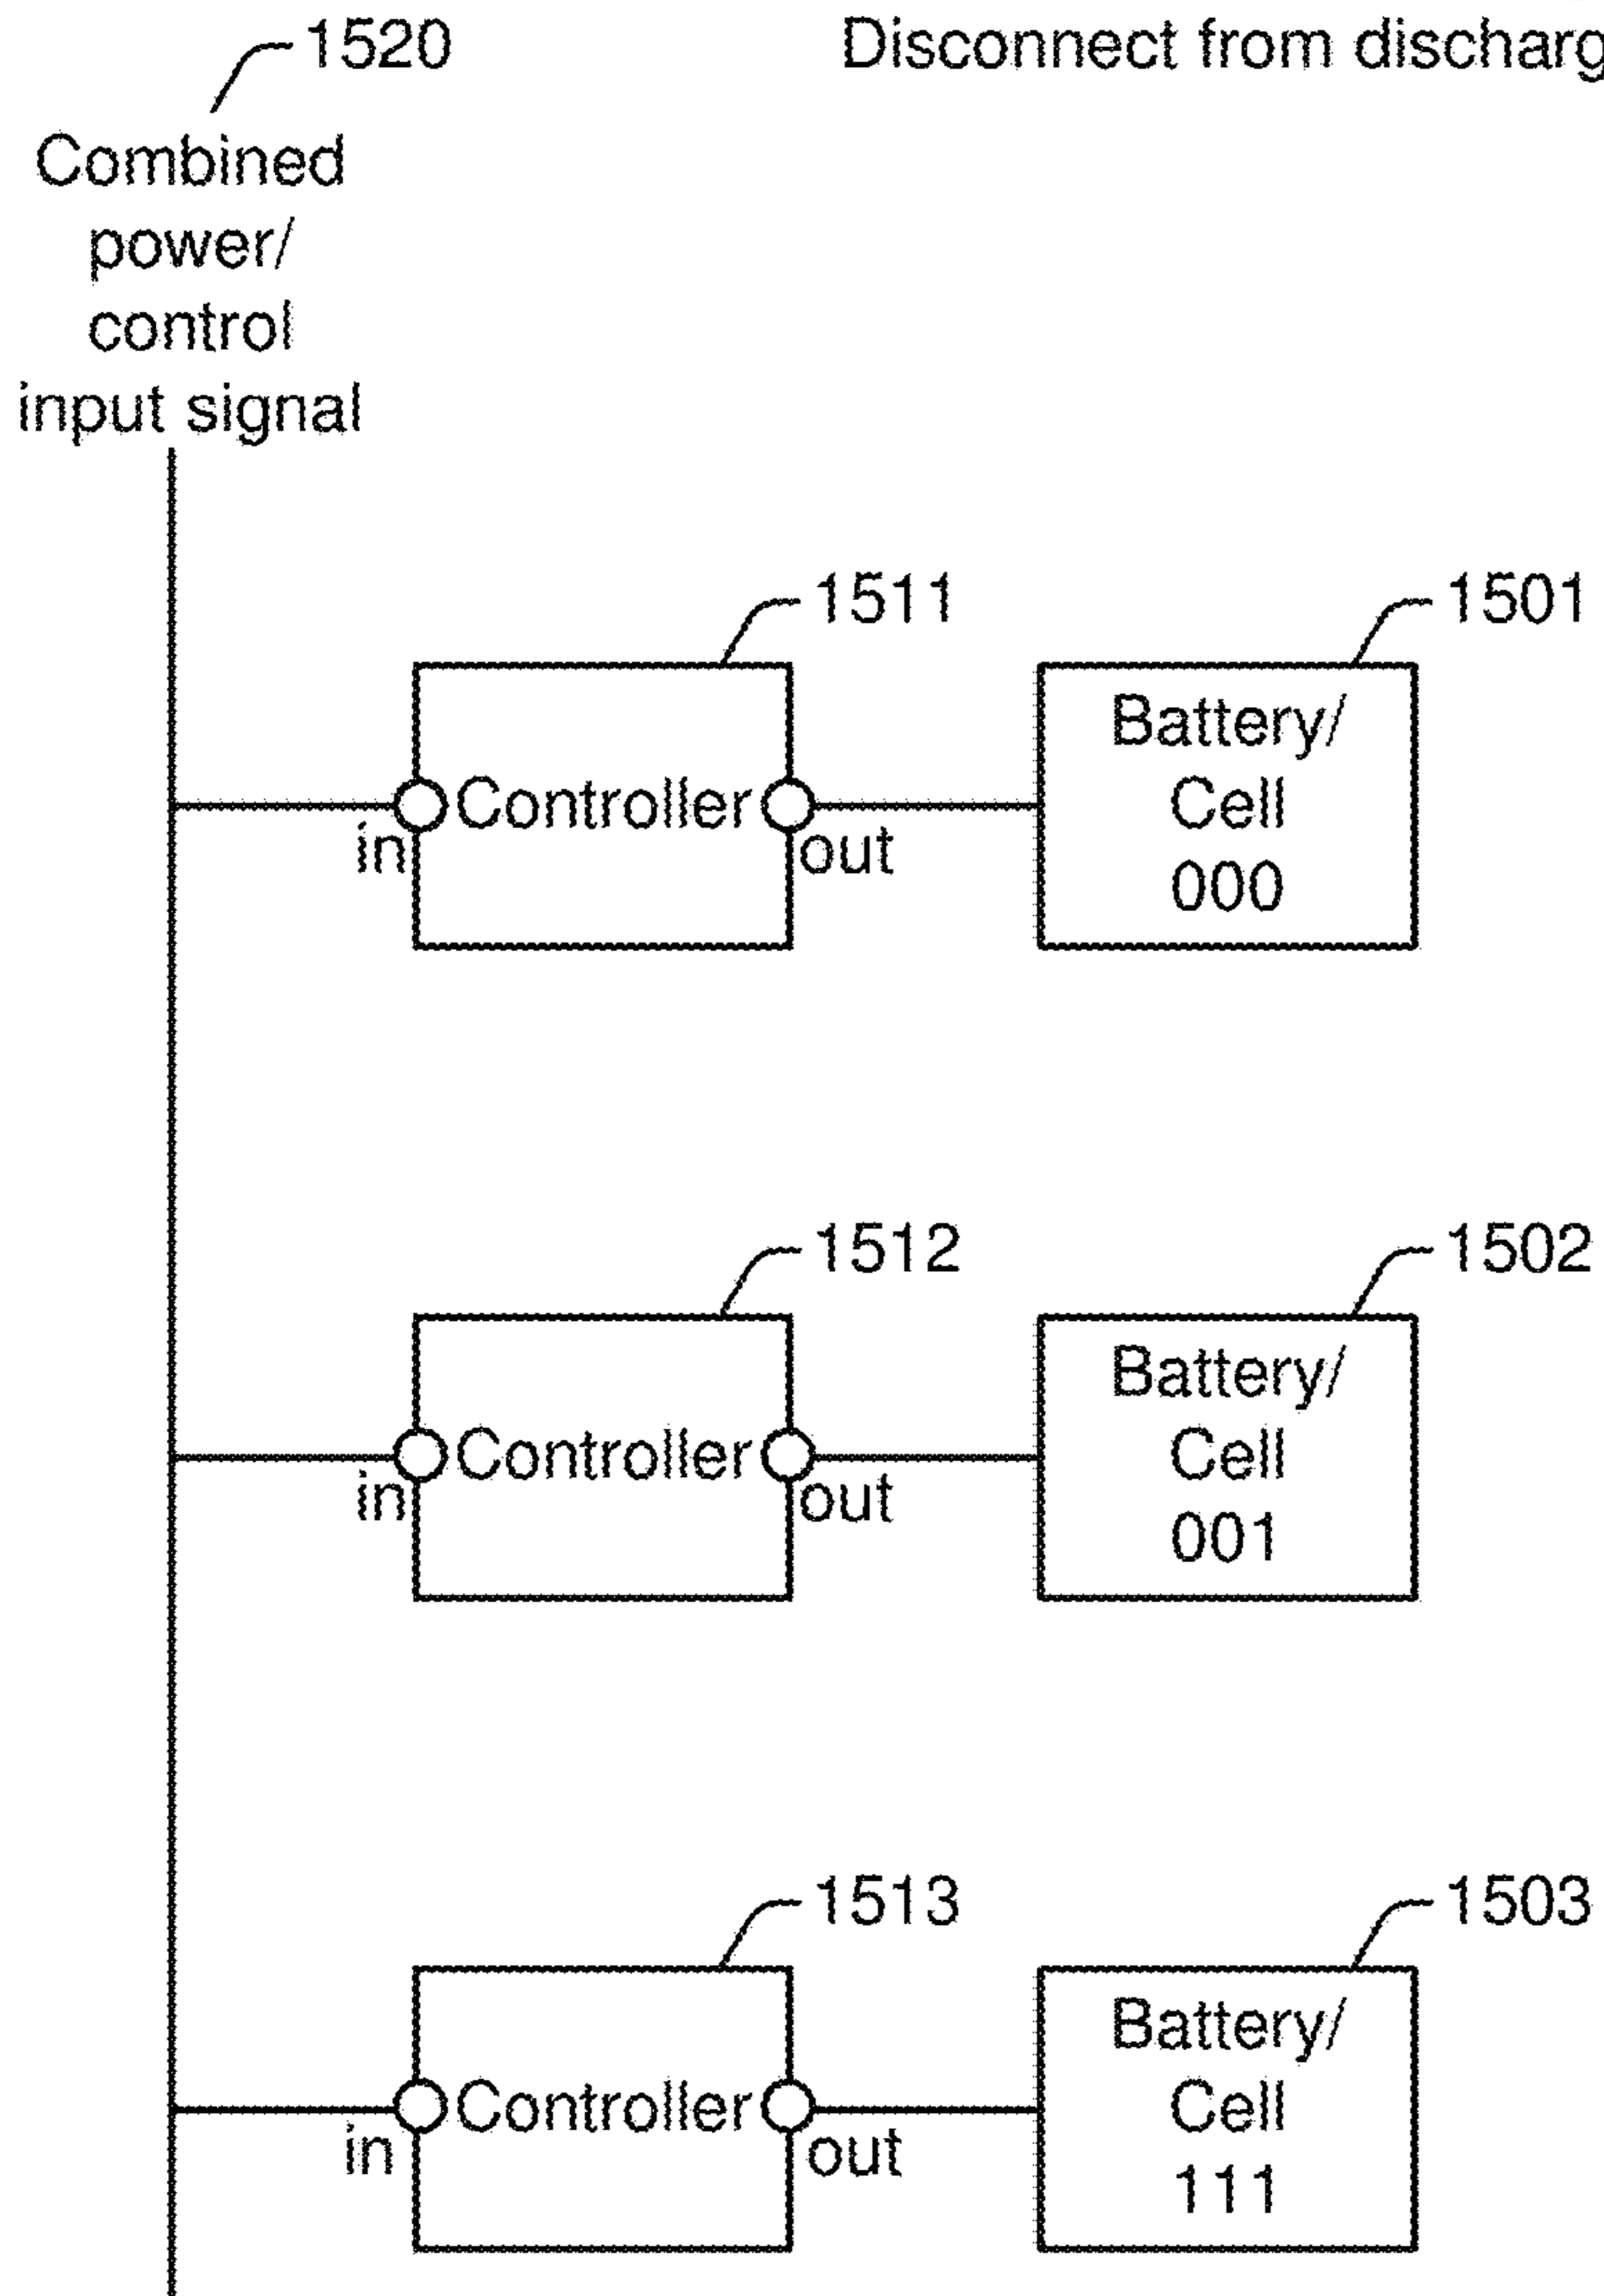 1520
Disconnect from discharg
Combined
power/
control
input signal
1511
1501
Battery/
Cell
000
Controller
in
out
1512
1502
Battery/
Cell
001
Controller
in
out
1513
1503
Battery/
Cell
111
Controller
in
out